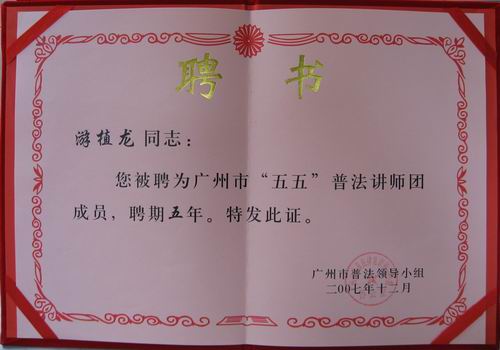 聘书
游植龙同志：
您被聘为广州市“五五”普法讲师团
成员，聘期五年。特发此证。
广州市普法领导小组
二00七年十二月